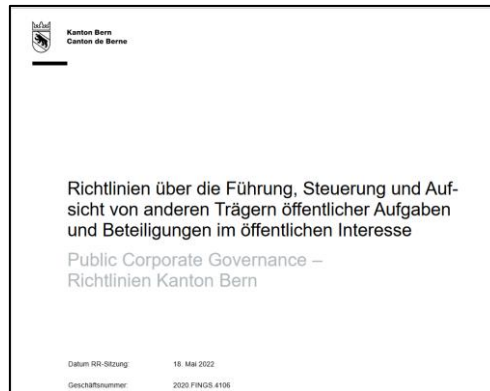 Kanton Bern
Canton de Berne
Richtlinien über die Führung, Steuerung und Auf-
sicht von anderen Trägern öffentlicher Aufgaben
und Beteiligungen im öffentlichen Interesse
Public Corporate Governance –
Richtlinien Kanton Bern
Datum RR-Sitzung: 18. Mai 2022
Geschäftsnummer: 2020.FINGS.4106